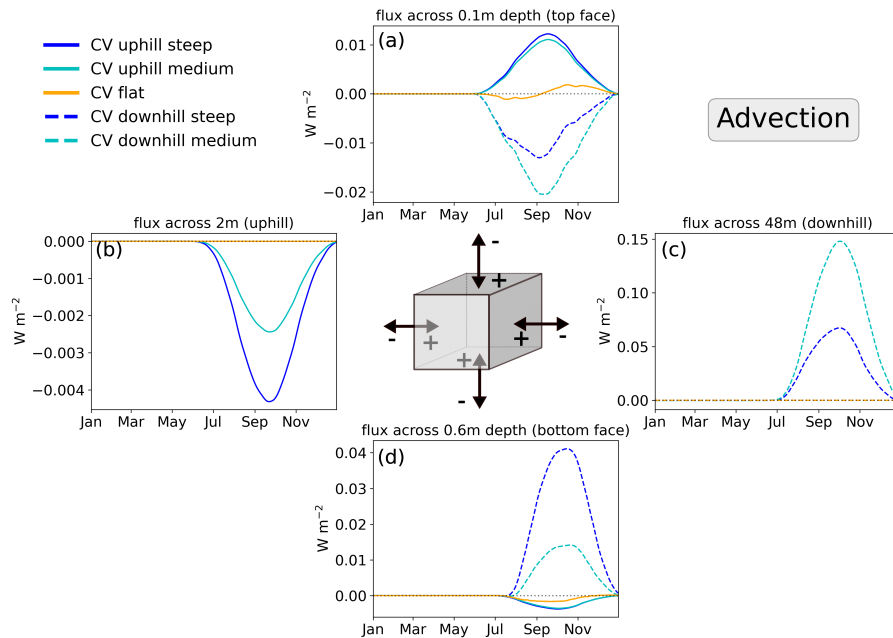 CV uphill steep
CV uphill medium
CV flat
CV downhill steep
CV downhill medium
flux across 0.1m depth (top face)
(a)
0.01
0.00
−0.01
−0.02
W m−2
Jan Mar May Jul Sep Nov
Advection
flux across 2m (uphill)
(b)
0.000
−0.001
−0.002
−0.003
−0.004
W m−2
Jan Mar May Jul Sep Nov
-
+
-
+
+
-
+
-
flux across 48m (downhill)
(c)
0.15
0.10
0.05
0.00
W m−2
Jan Mar May Jul Sep Nov
flux across 0.6m depth (bottom face)
(d)
0.04
0.03
0.02
0.01
0.00
W m−2
Jan Mar May Jul Sep Nov